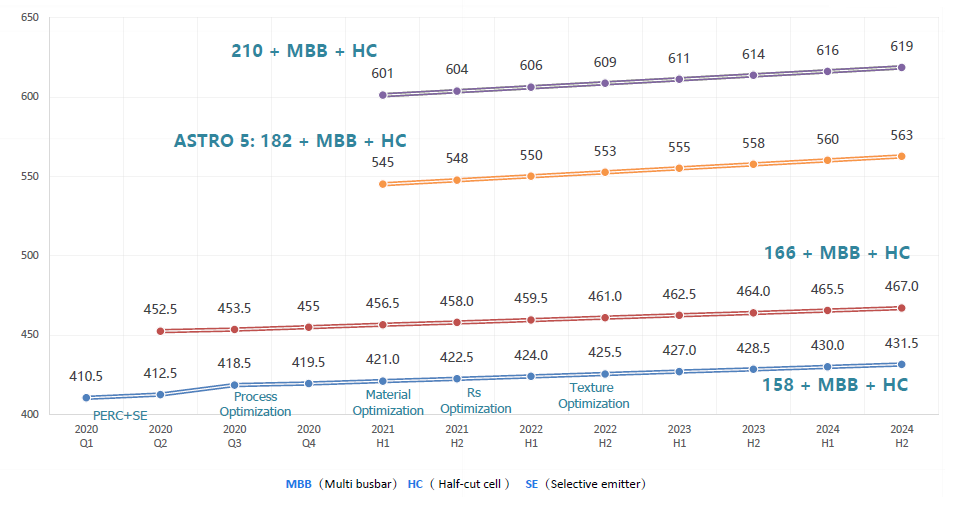 650
210 + MBB + HC
601 604 606 609 611 614 616 619
600
ASTRO 5: 182 + MBB + HC
545 548 550 553 555 558 560 563
550
500
166 + MBB + HC
452.5 453.5 455 456.5 458.0 459.5 461.0 462.5 464.0 465.5 467.0
450
410.5 412.5 418.5 419.5 421.0 422.5 424.0 425.5 427.0 428.5 430.0 431.5
158 + MBB + HC
400
PERC+SE
Process
Optimization
Material
Optimization
Rs
Optimization
Texture
Optimization
2020 2020 2020 2020 2021 2021 2022 2022 2023 2023 2024 2024
Q1 Q2 Q3 Q4 H1 H2 H1 H2 H1 H2 H1 H2
MBB（Multi busbar） HC（ Half-cut cell ） SE（Selective emitter）